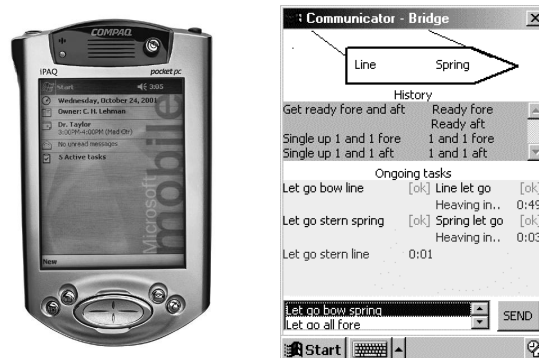 COMPAQ
iPAQ pocket pc
Start 3:05
Wednesday, October 24, 2001
Owner: C. H. Lehman
Dr. Taylor
3:00PM-4:00PM (Mad Otr)
No unread messages
5 Active tasks
Microsoft
mobile
New
Communicator - Bridge
Line Spring
History
Get ready fore and aft Ready fore
Ready aft
Single up 1 and 1 fore 1 and 1 fore
Single up 1 and 1 aft 1 and 1 aft
Ongoing tasks
Let go bow line [ok] Line let go [ok]
Heaving in.. 0:49
Let go stern spring [ok] Spring let go [ok]
Heaving in.. 0:03
Let go stern line 0:01
Let go bow spring
Let go all fore
SEND
Start